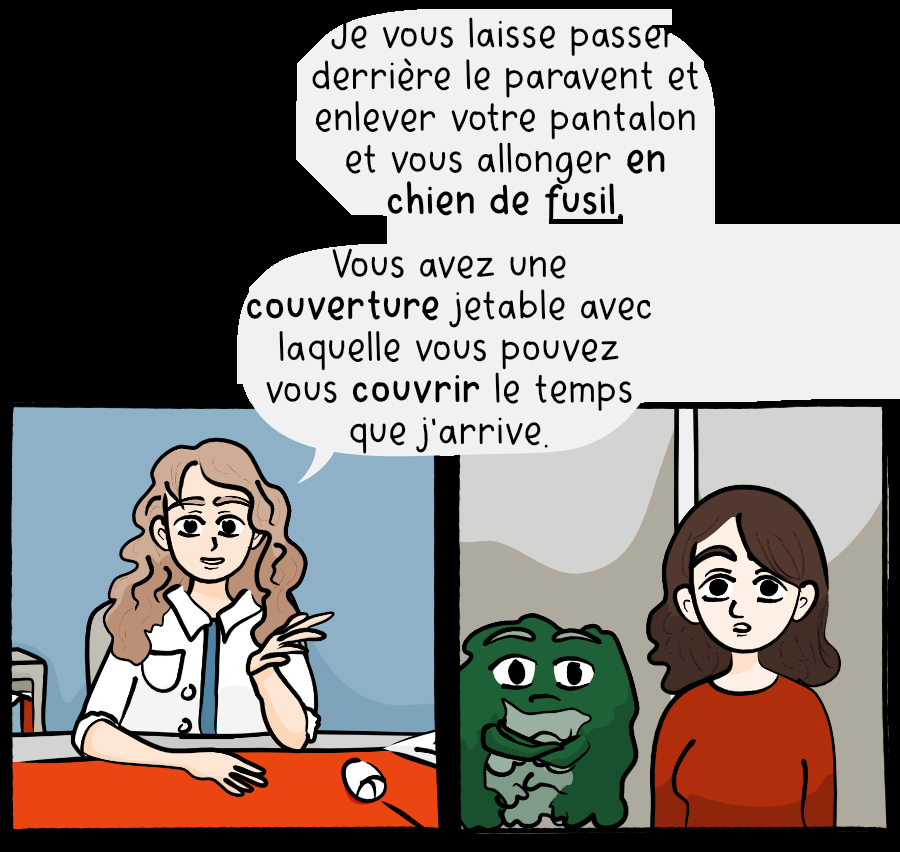 Je vous laisse passer
derrière le paravent et
enlever votre pantalon
et vous allonger en
chien de fusil.
Vous avez une
couverture jetable avec
laquelle vous pouvez
vous couvrir le temps
que j'arrive.